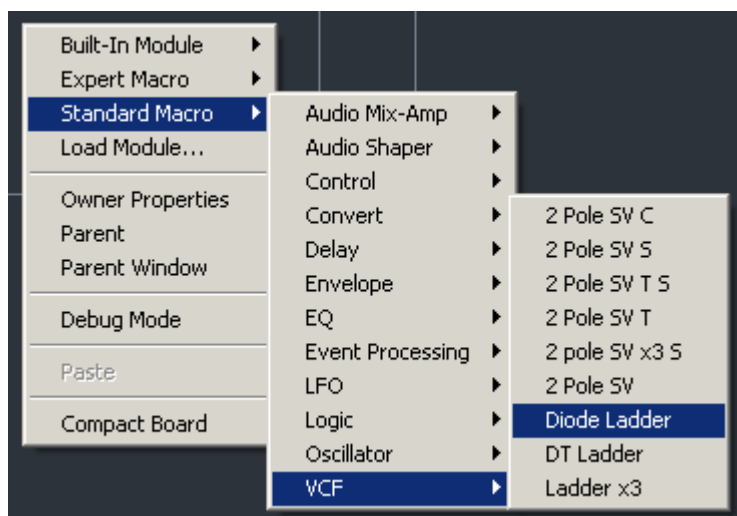 Built-In Module
Expert Macro
Standard Macro
Load Module...
Owner Properties
Parent
Parent Window
Debug Mode
Paste
Compact Board
Audio Mix-Amp
Audio Shaper
Control
Convert
Delay
Envelope
EQ
Event Processing
LFO
Logic
Oscillator
VCF
2 Pole SV C
2 Pole SV S
2 Pole SV T S
2 Pole SV T
2 pole SV x3 S
2 Pole SV
Diode Ladder
DT Ladder
Ladder x3